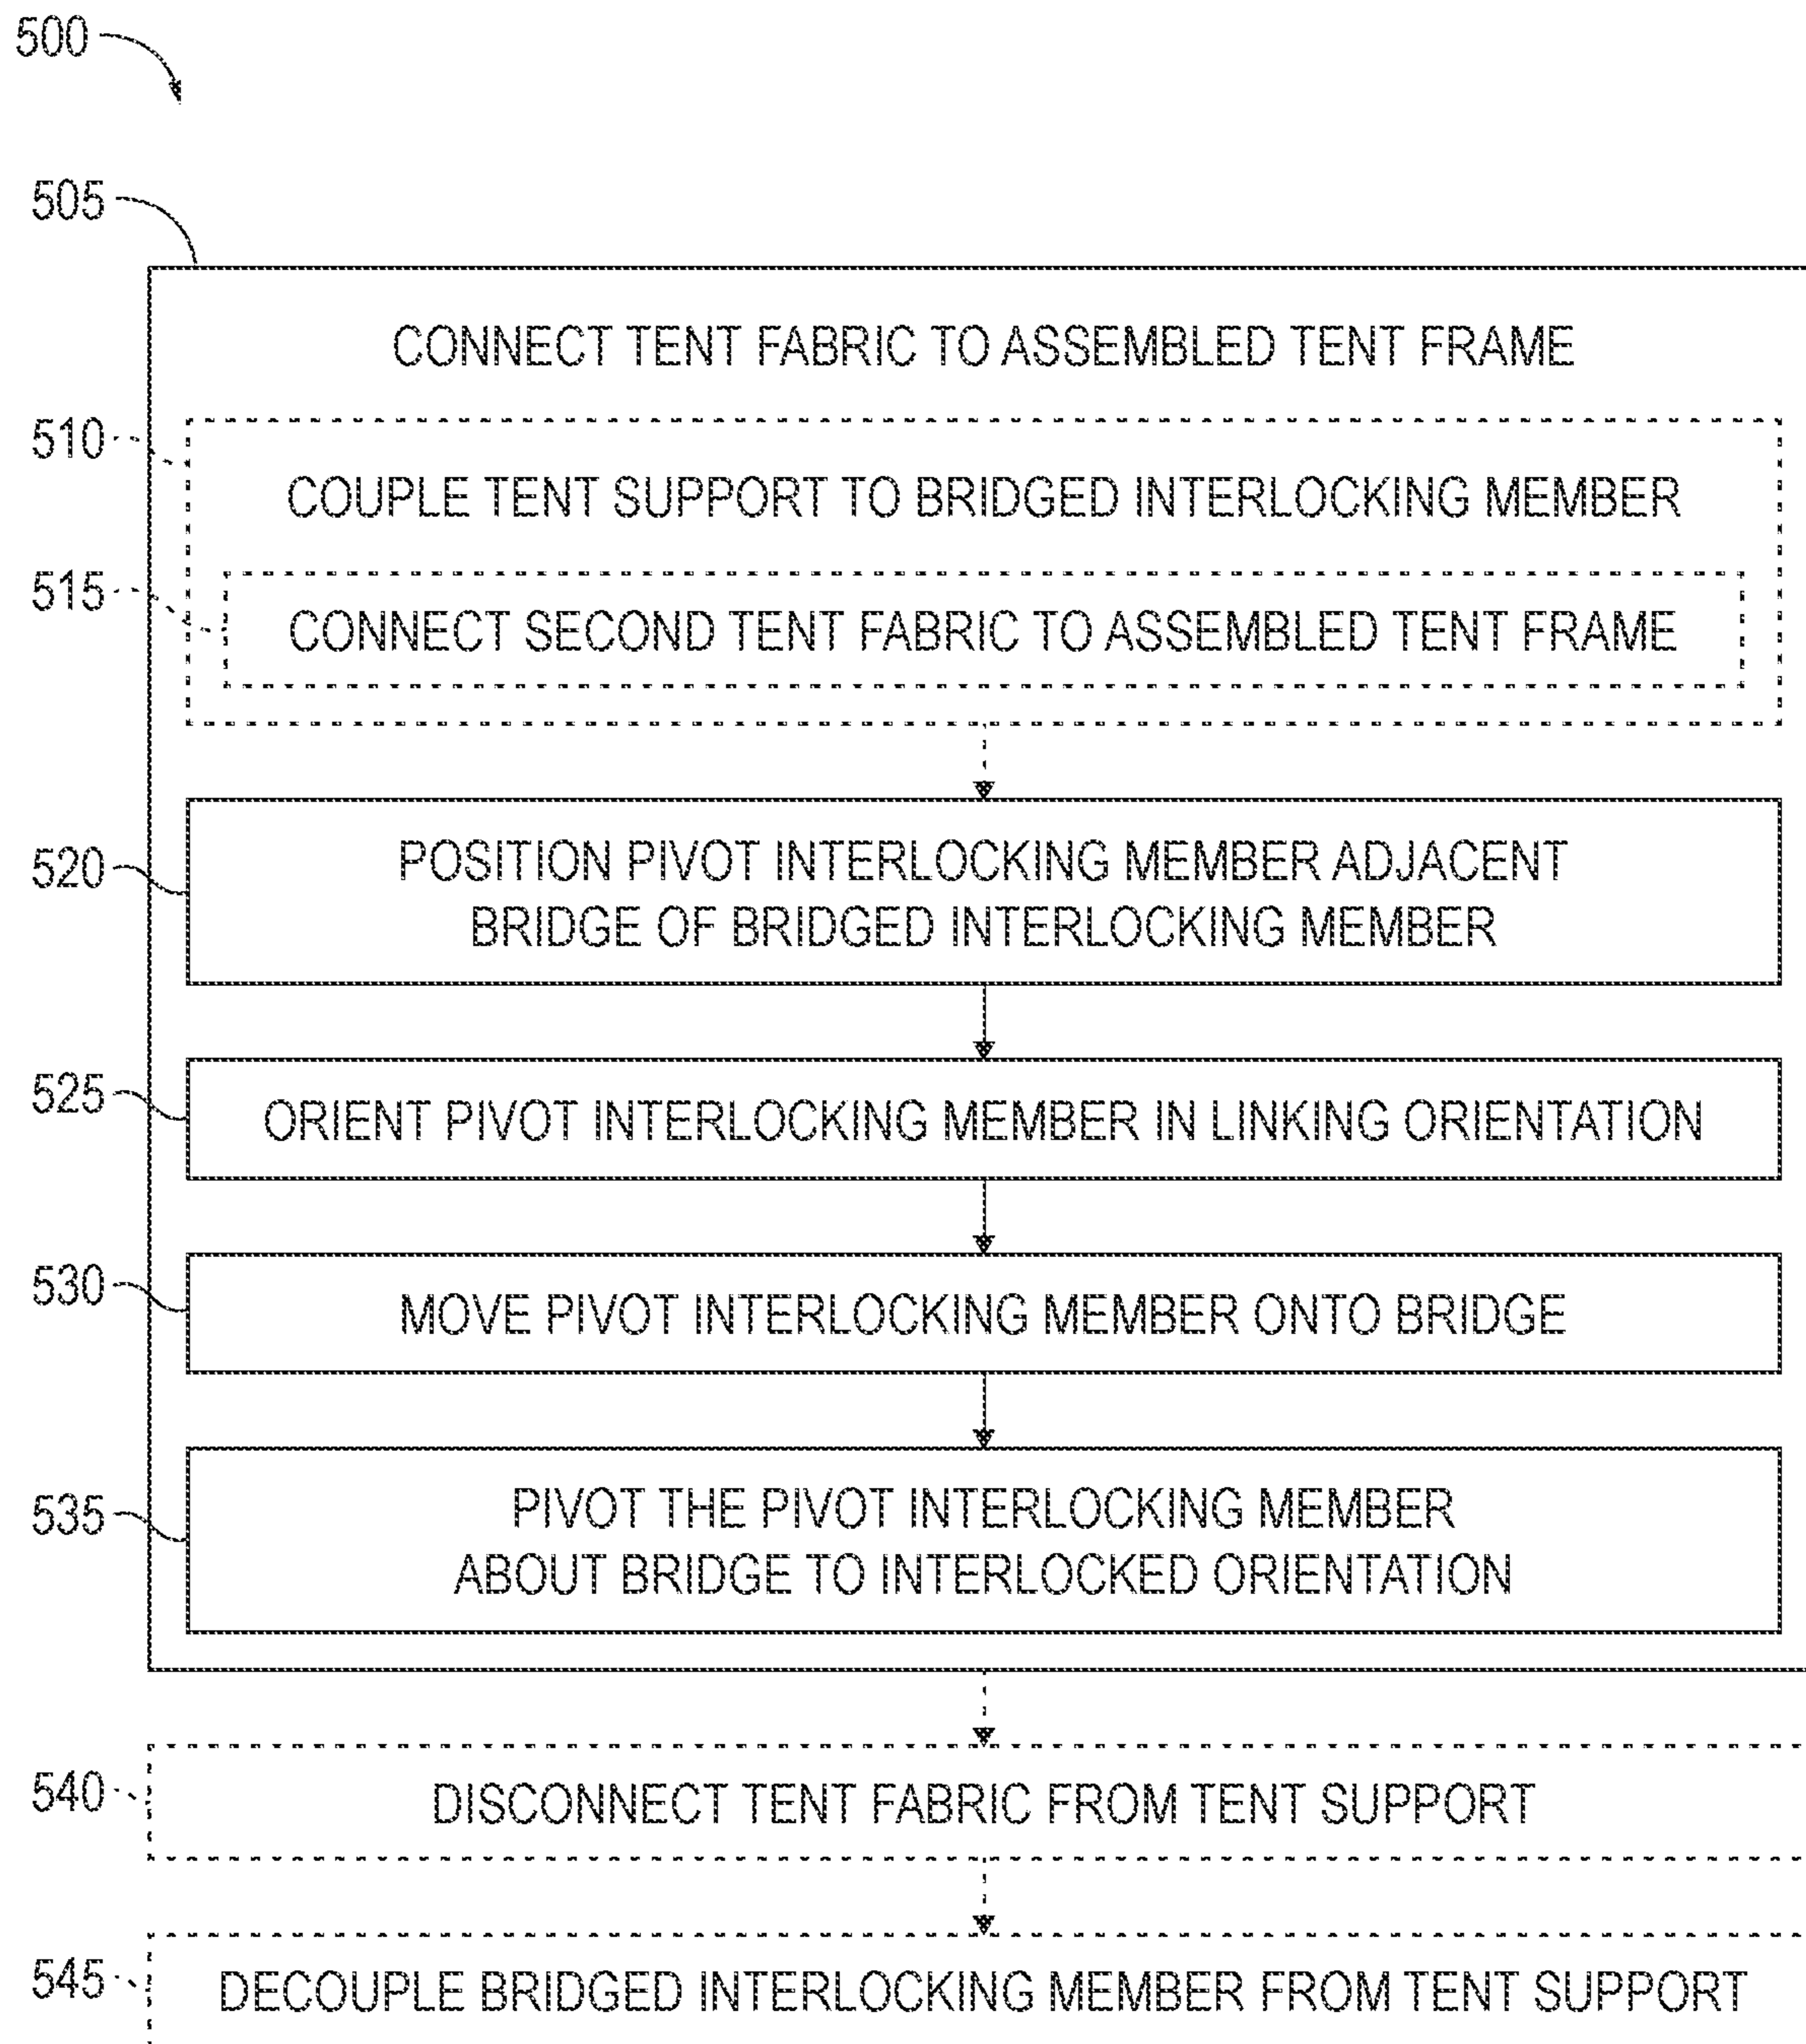 500
505
CONNECT TENT FABRIC TO ASSEMBLED TENT FRAME
510
COUPLE TENT SUPPORT TO BRIDGED INTERLOCKING MEMBER
515
CONNECT SECOND TENT FABRIC TO ASSEMBLED TENT FRAME
520
POSITION PIVOT INTERLOCKING MEMBER ADJACENT
BRIDGE OF BRIDGED INTERLOCKING MEMBER
525
ORIENT PIVOT INTERLOCKING MEMBER IN LINKING ORIENTATION
530
MOVE PIVOT INTERLOCKING MEMBER ONTO BRIDGE
535
PIVOT THE PIVOT INTERLOCKING MEMBER
ABOUT BRIDGE TO INTERLOCKED ORIENTATION
540
DISCONNECT TENT FABRIC FROM TENT SUPPORT
545
DECOUPLE BRIDGED INTERLOCKING MEMBER FROM TENT SUPPORT